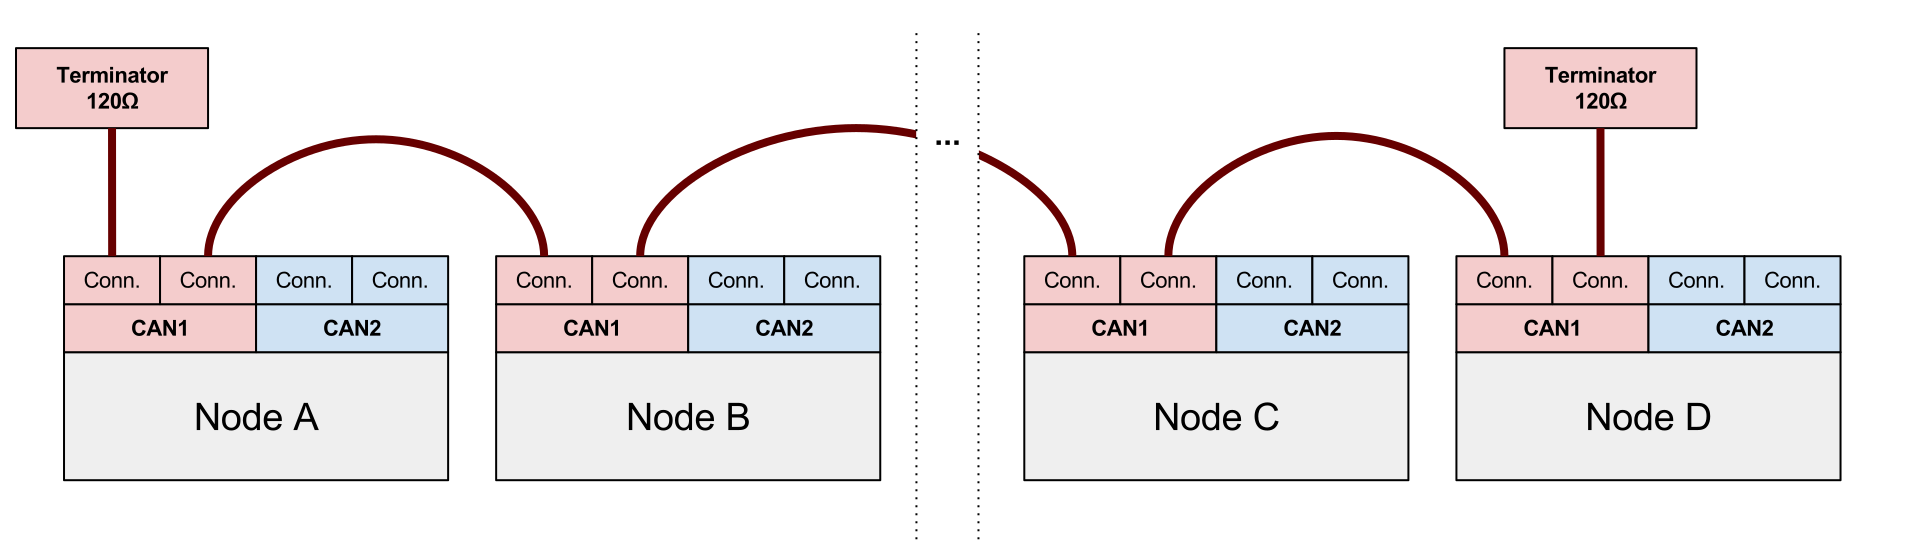 Terminator
120Ω
Terminator
120Ω
...
Conn. Conn. Conn. Conn.
CAN1 CAN2
Node A
Conn. Conn. Conn. Conn.
CAN1 CAN2
Node B
Conn. Conn. Conn. Conn.
CAN1 CAN2
Node C
Conn. Conn. Conn. Conn.
CAN1 CAN2
Node D